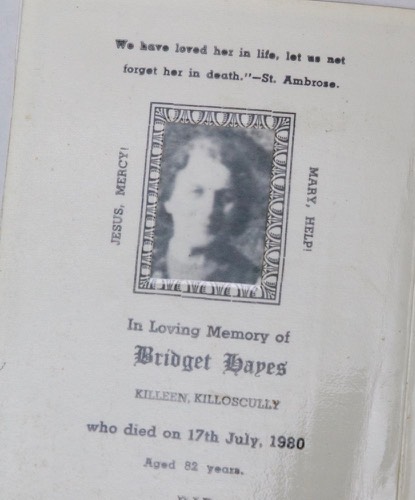 We have loved her in life, let us not
forget her in death."—St. Ambrose.
JESUS, MERCY!
MARY, HELP!
In Loving Memory of
Bridget Hayes
KILLEEN, KILLOSCULLY
who died on 17th July, 1980
Aged 82 years.